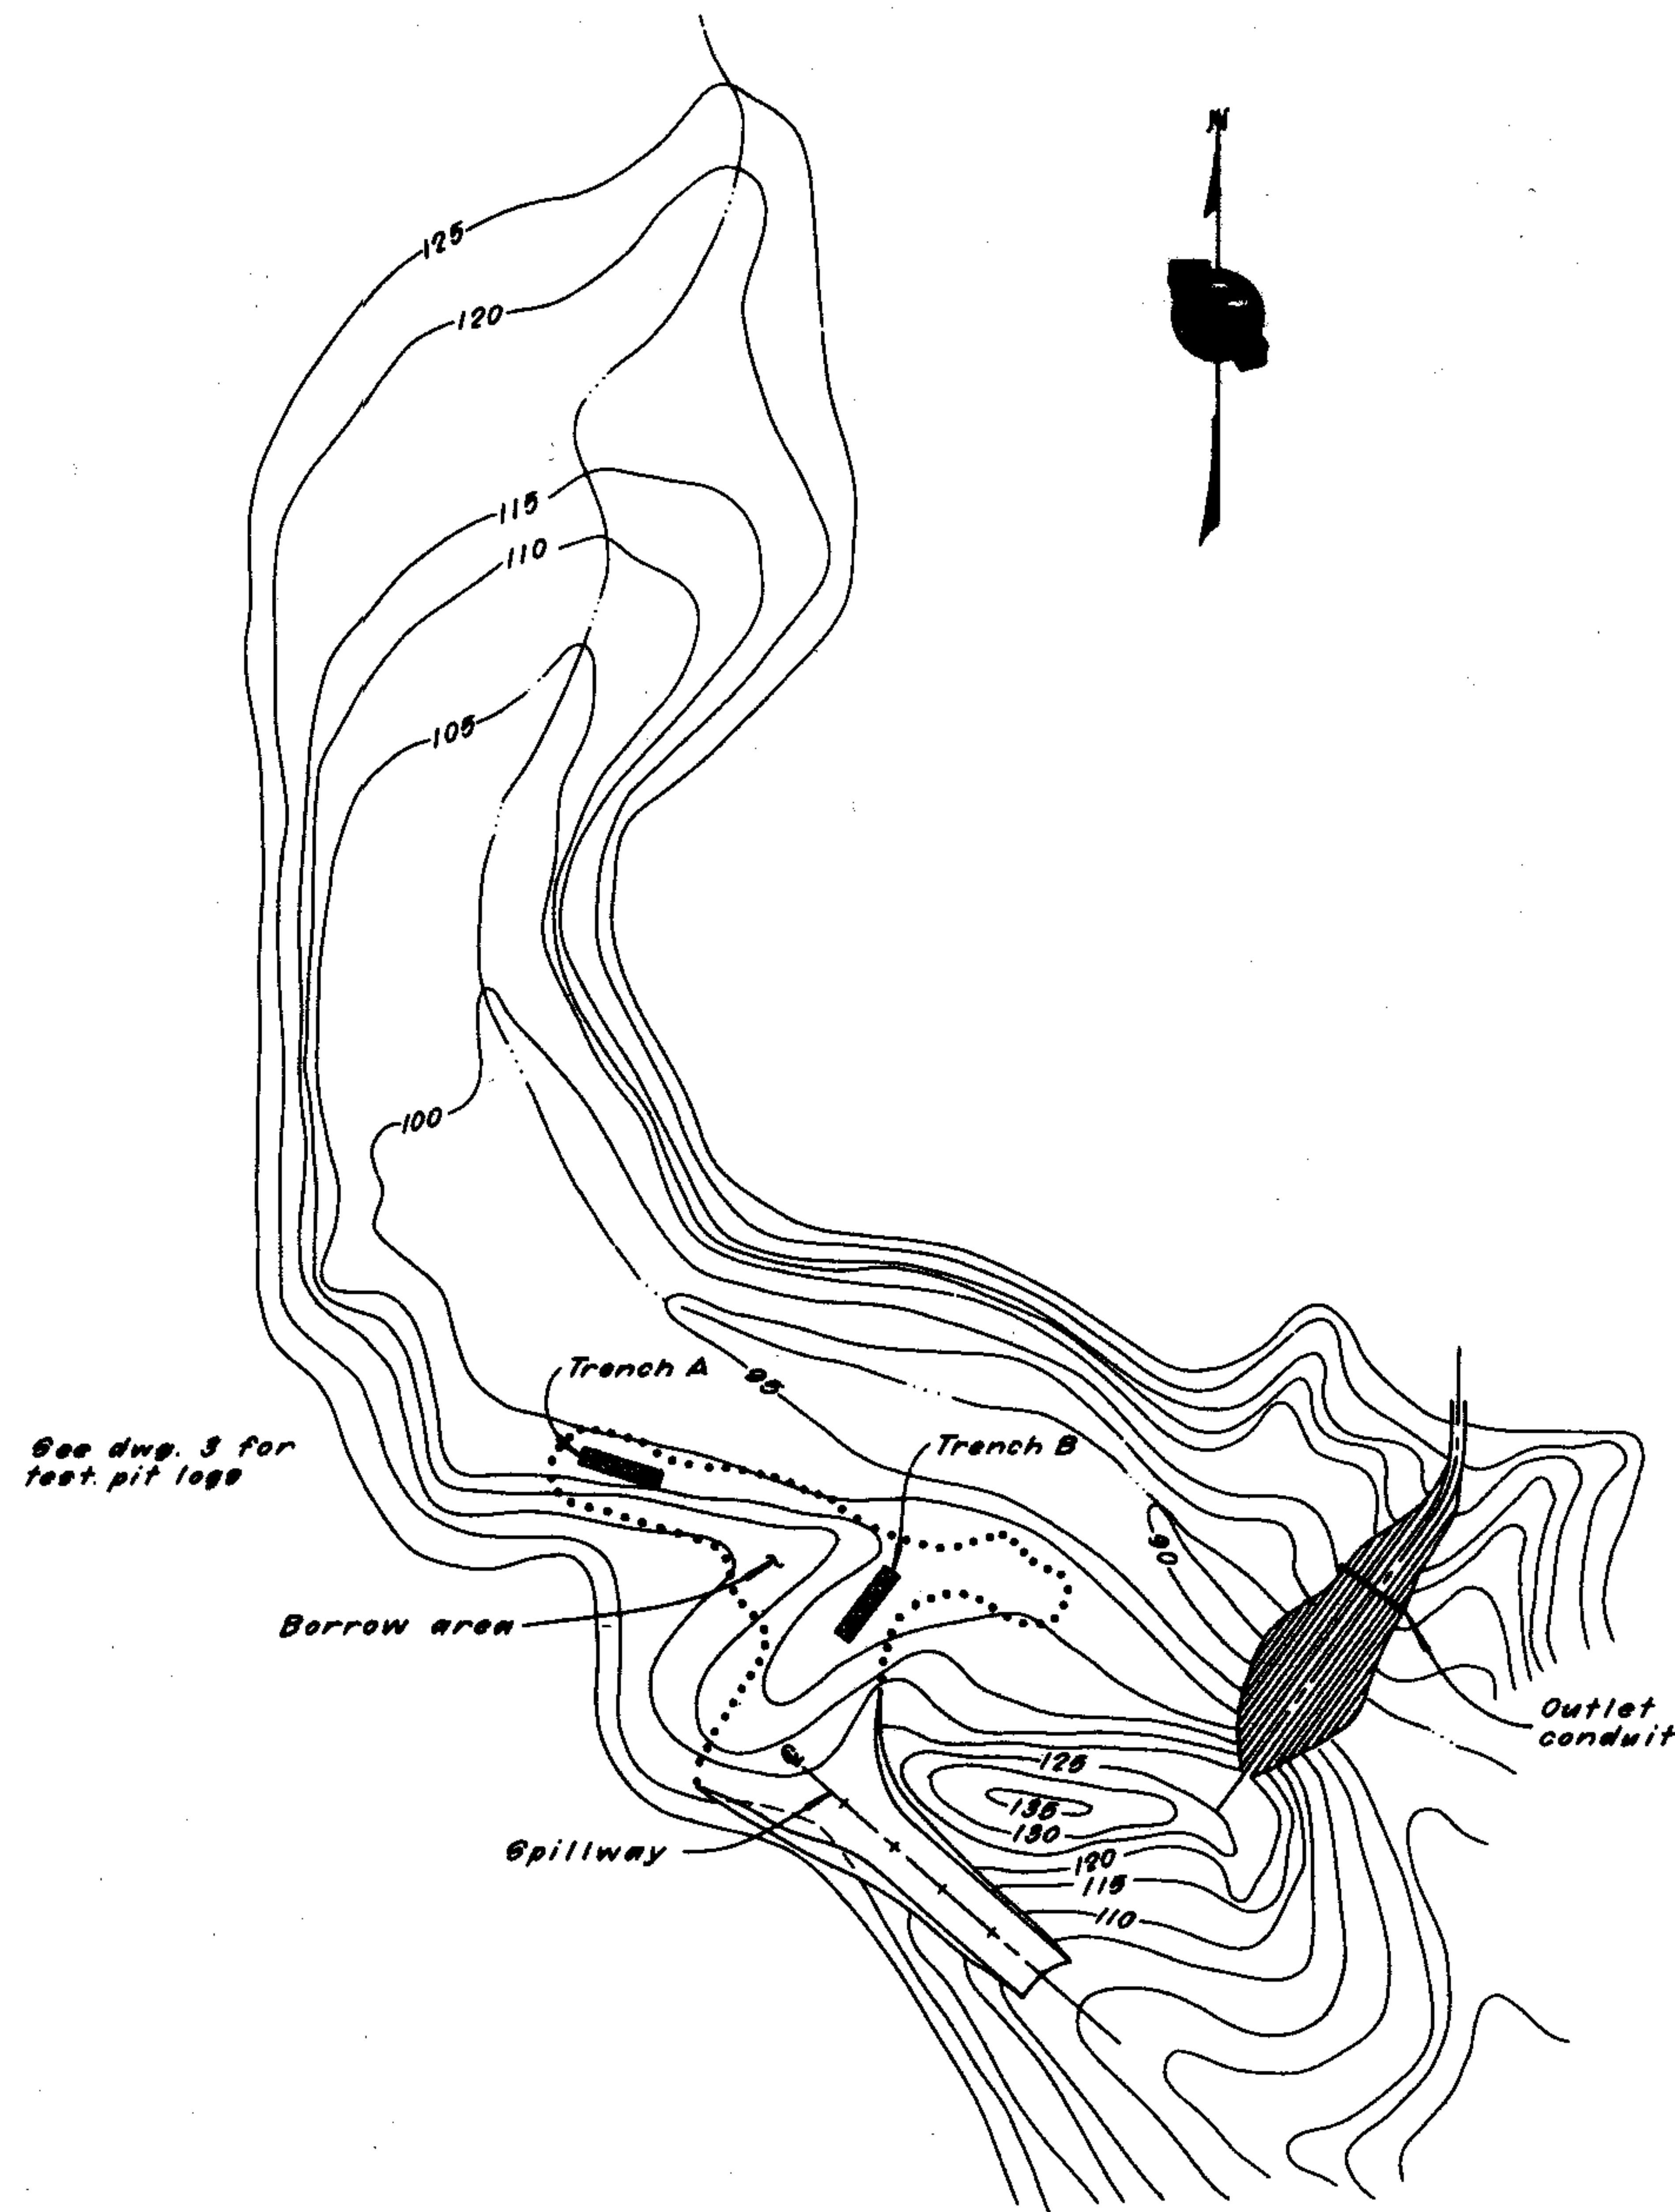 N
125
120
115
110
105
100
Trench A
95
See dwg. 3 for
test pit logs
Trench B
90
Borrow area
Outlet
conduit
℄
125
135
130
Spillway
120
115
110